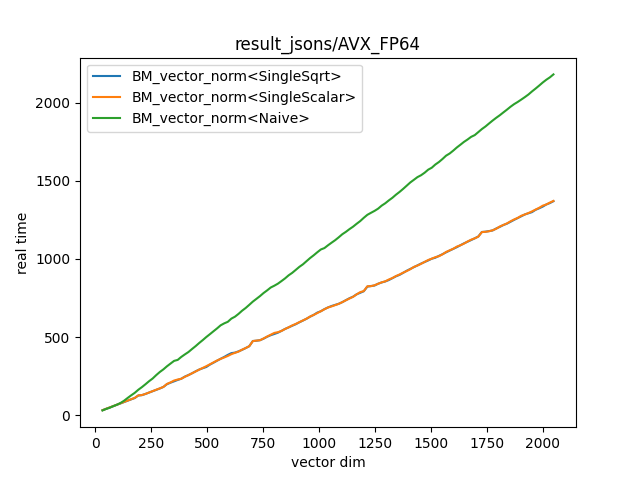 result_jsons/AVX_FP64
BM_vector_norm<SingleSqrt>
BM_vector_norm<SingleScalar>
BM_vector_norm<Naive>
2000
1500
1000
500
0
real time
0 250 500 750 1000 1250 1500 1750 2000
vector dim